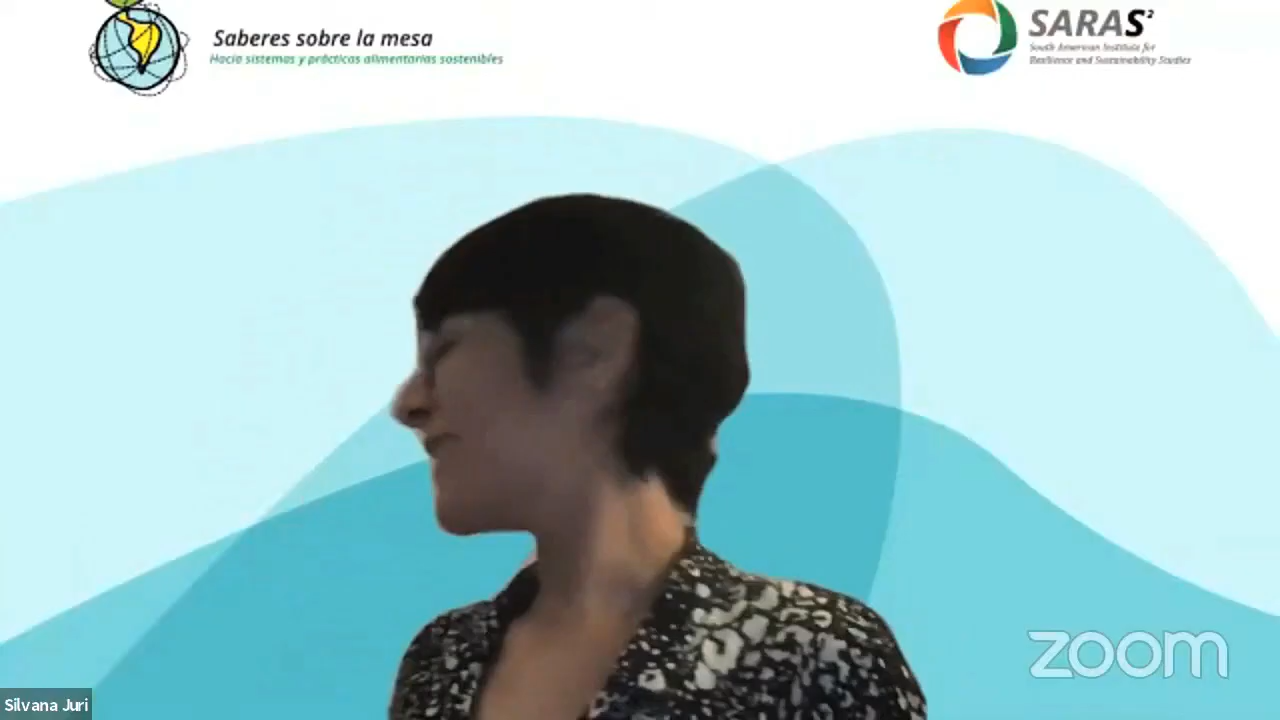 Saberes sobre la mesa
Hacia sistemas y prácticas alimentarias sostenibles
SARAS²
South American Institute for
Resilience and Sustainability Studies
zoom
Silvana Juri